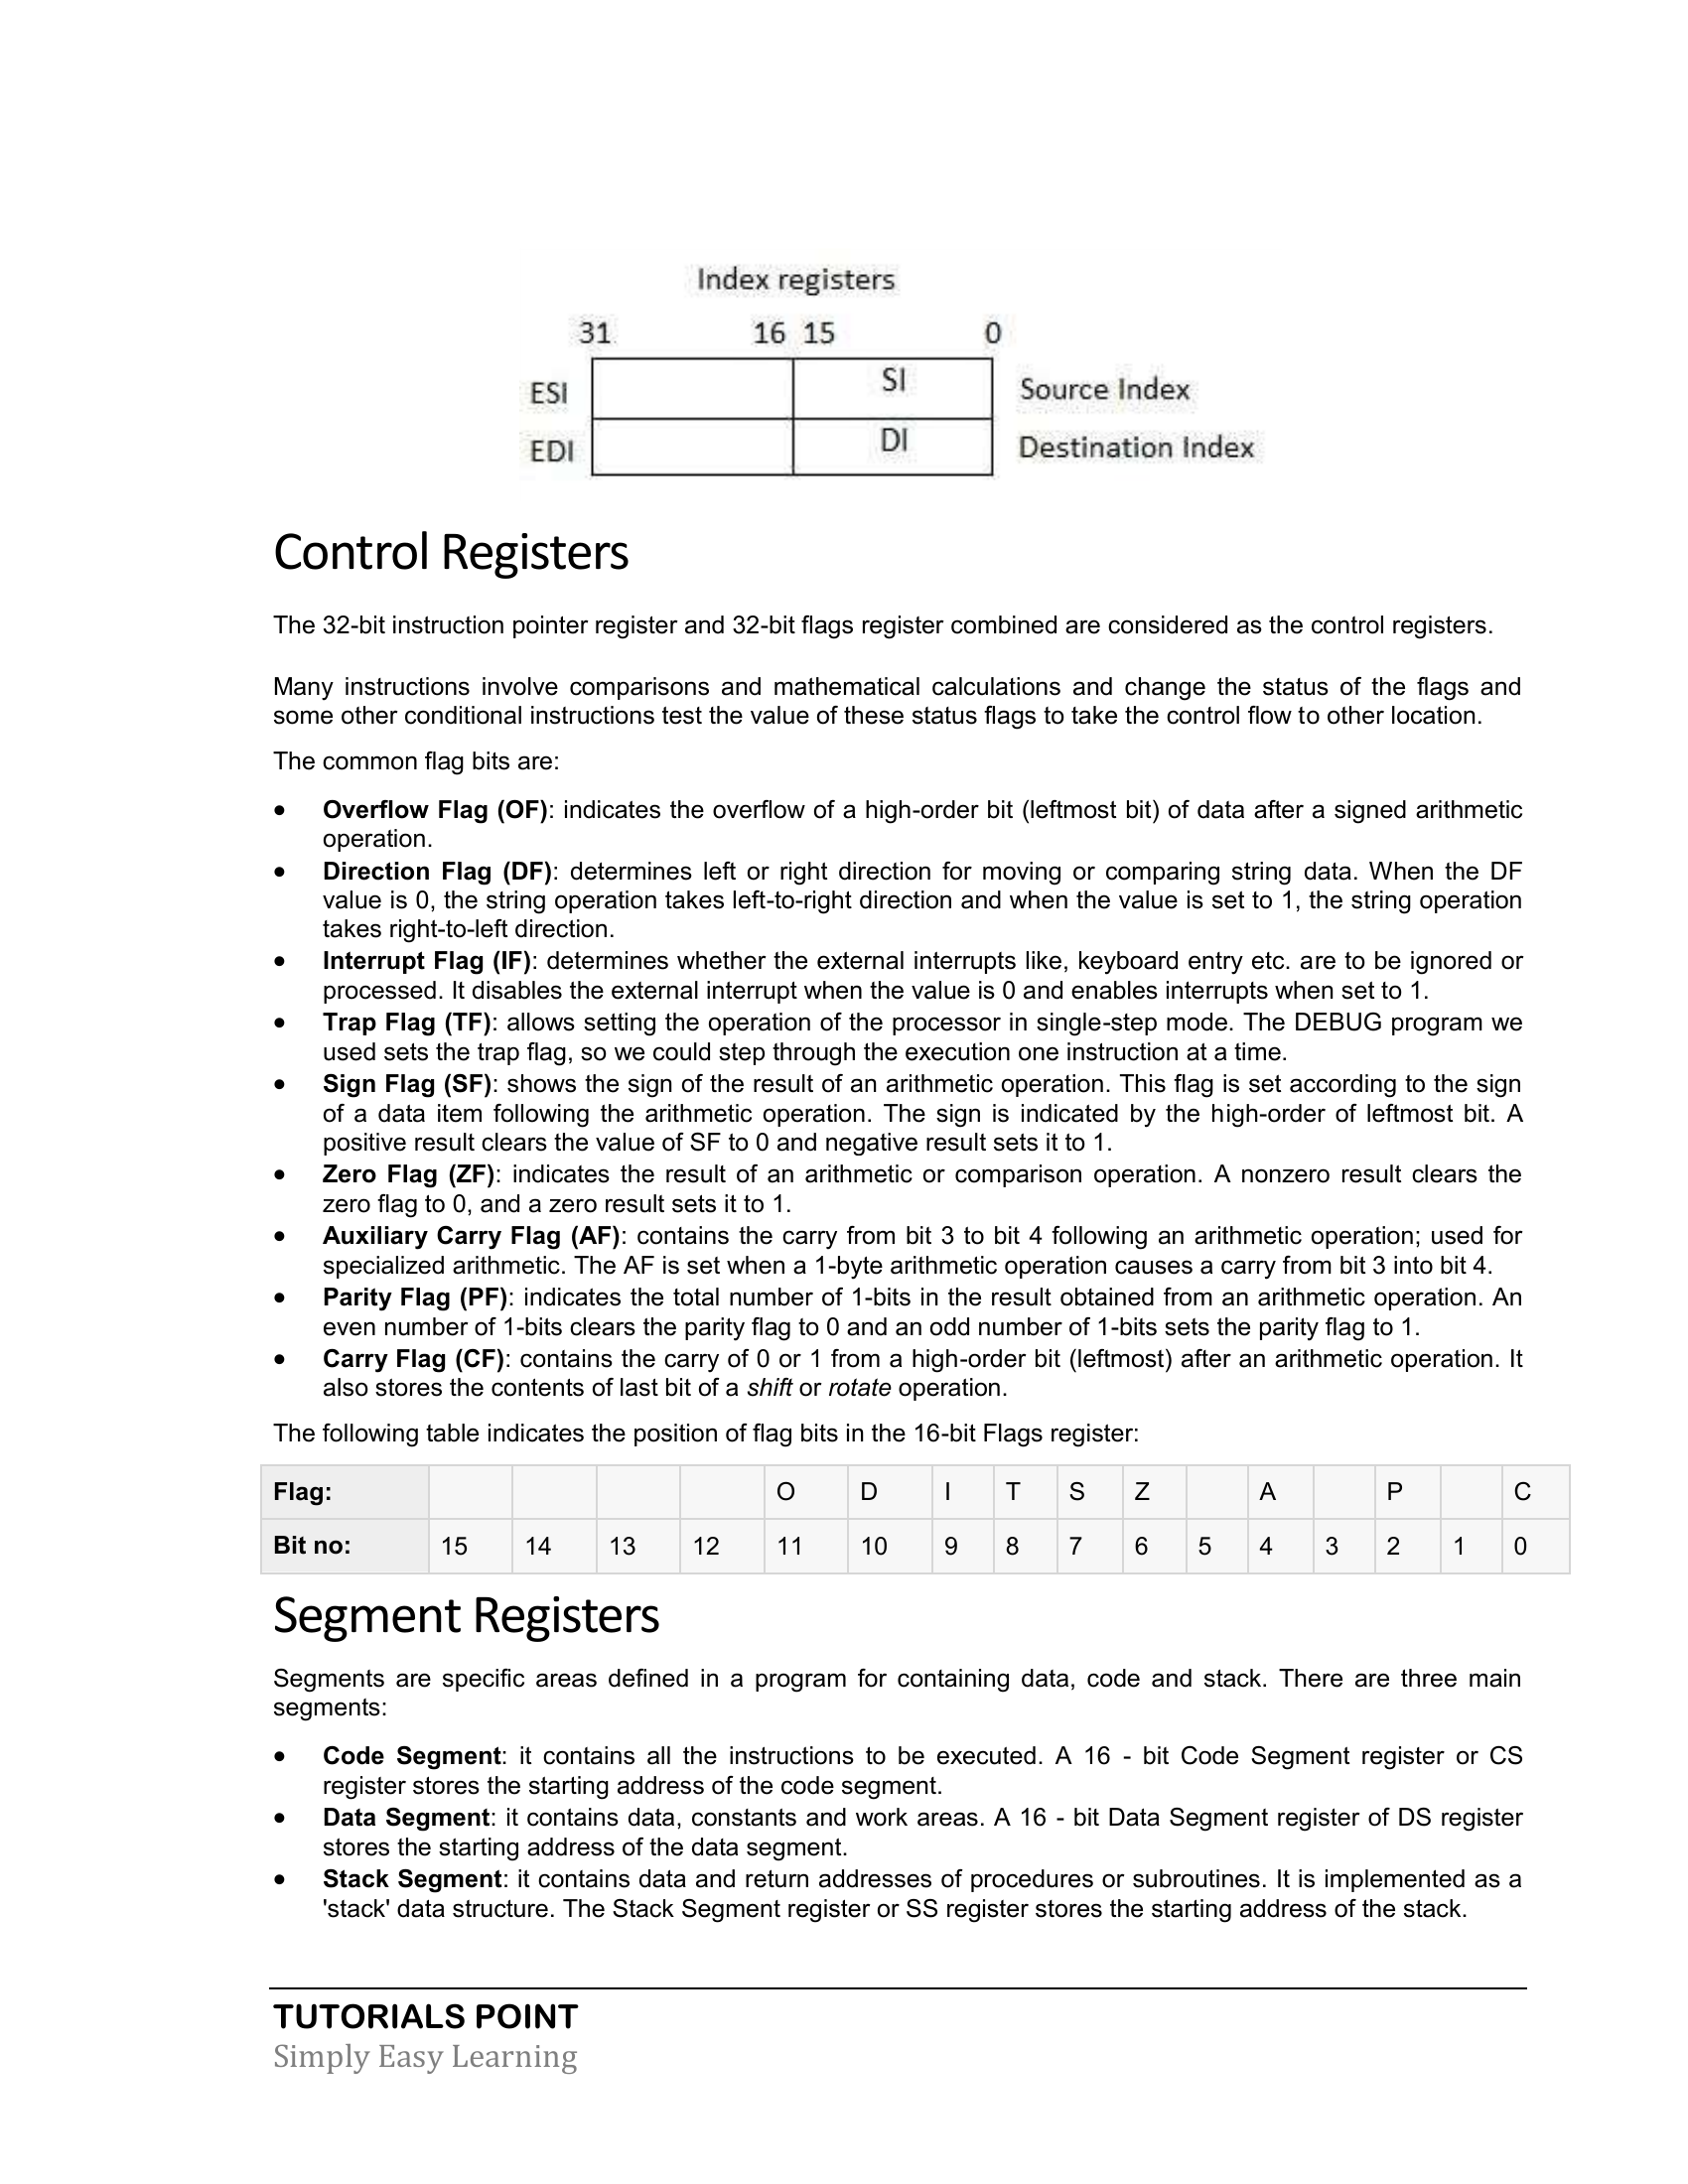 Index registers
31 16 15 0
ESI SI Source Index
EDI DI Destination Index
Control Registers
The 32-bit instruction pointer register and 32-bit flags register combined are considered as the control registers.
Many instructions involve comparisons and mathematical calculations and change the status of the flags and
some other conditional instructions test the value of these status flags to take the control flow to other location.
The common flag bits are:
• Overflow Flag (OF): indicates the overflow of a high-order bit (leftmost bit) of data after a signed arithmetic
operation.
• Direction Flag (DF): determines left or right direction for moving or comparing string data. When the DF
value is 0, the string operation takes left-to-right direction and when the value is set to 1, the string operation
takes right-to-left direction.
• Interrupt Flag (IF): determines whether the external interrupts like, keyboard entry etc. are to be ignored or
processed. It disables the external interrupt when the value is 0 and enables interrupts when set to 1.
• Trap Flag (TF): allows setting the operation of the processor in single-step mode. The DEBUG program we
used sets the trap flag, so we could step through the execution one instruction at a time.
• Sign Flag (SF): shows the sign of the result of an arithmetic operation. This flag is set according to the sign
of a data item following the arithmetic operation. The sign is indicated by the high-order of leftmost bit. A
positive result clears the value of SF to 0 and negative result sets it to 1.
• Zero Flag (ZF): indicates the result of an arithmetic or comparison operation. A nonzero result clears the
zero flag to 0, and a zero result sets it to 1.
• Auxiliary Carry Flag (AF): contains the carry from bit 3 to bit 4 following an arithmetic operation; used for
specialized arithmetic. The AF is set when a 1-byte arithmetic operation causes a carry from bit 3 into bit 4.
• Parity Flag (PF): indicates the total number of 1-bits in the result obtained from an arithmetic operation. An
even number of 1-bits clears the parity flag to 0 and an odd number of 1-bits sets the parity flag to 1.
• Carry Flag (CF): contains the carry of 0 or 1 from a high-order bit (leftmost) after an arithmetic operation. It
also stores the contents of last bit of a shift or rotate operation.
The following table indicates the position of flag bits in the 16-bit Flags register:
Flag: O D I T S Z A P C
Bit no: 15 14 13 12 11 10 9 8 7 6 5 4 3 2 1 0
Segment Registers
Segments are specific areas defined in a program for containing data, code and stack. There are three main
segments:
• Code Segment: it contains all the instructions to be executed. A 16 - bit Code Segment register or CS
register stores the starting address of the code segment.
• Data Segment: it contains data, constants and work areas. A 16 - bit Data Segment register of DS register
stores the starting address of the data segment.
• Stack Segment: it contains data and return addresses of procedures or subroutines. It is implemented as a
'stack' data structure. The Stack Segment register or SS register stores the starting address of the stack.
TUTORIALS POINT
Simply Easy Learning